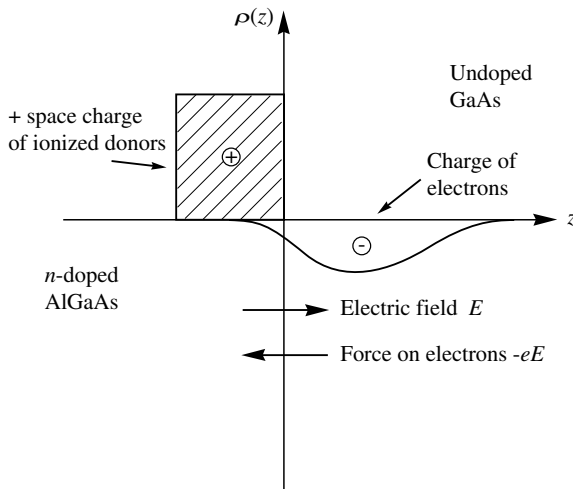 ρ(z)
Undoped
GaAs
+ space charge
of ionized donors
+
Charge of
electrons
z
-
n-doped
AlGaAs
Electric field E
Force on electrons -eE